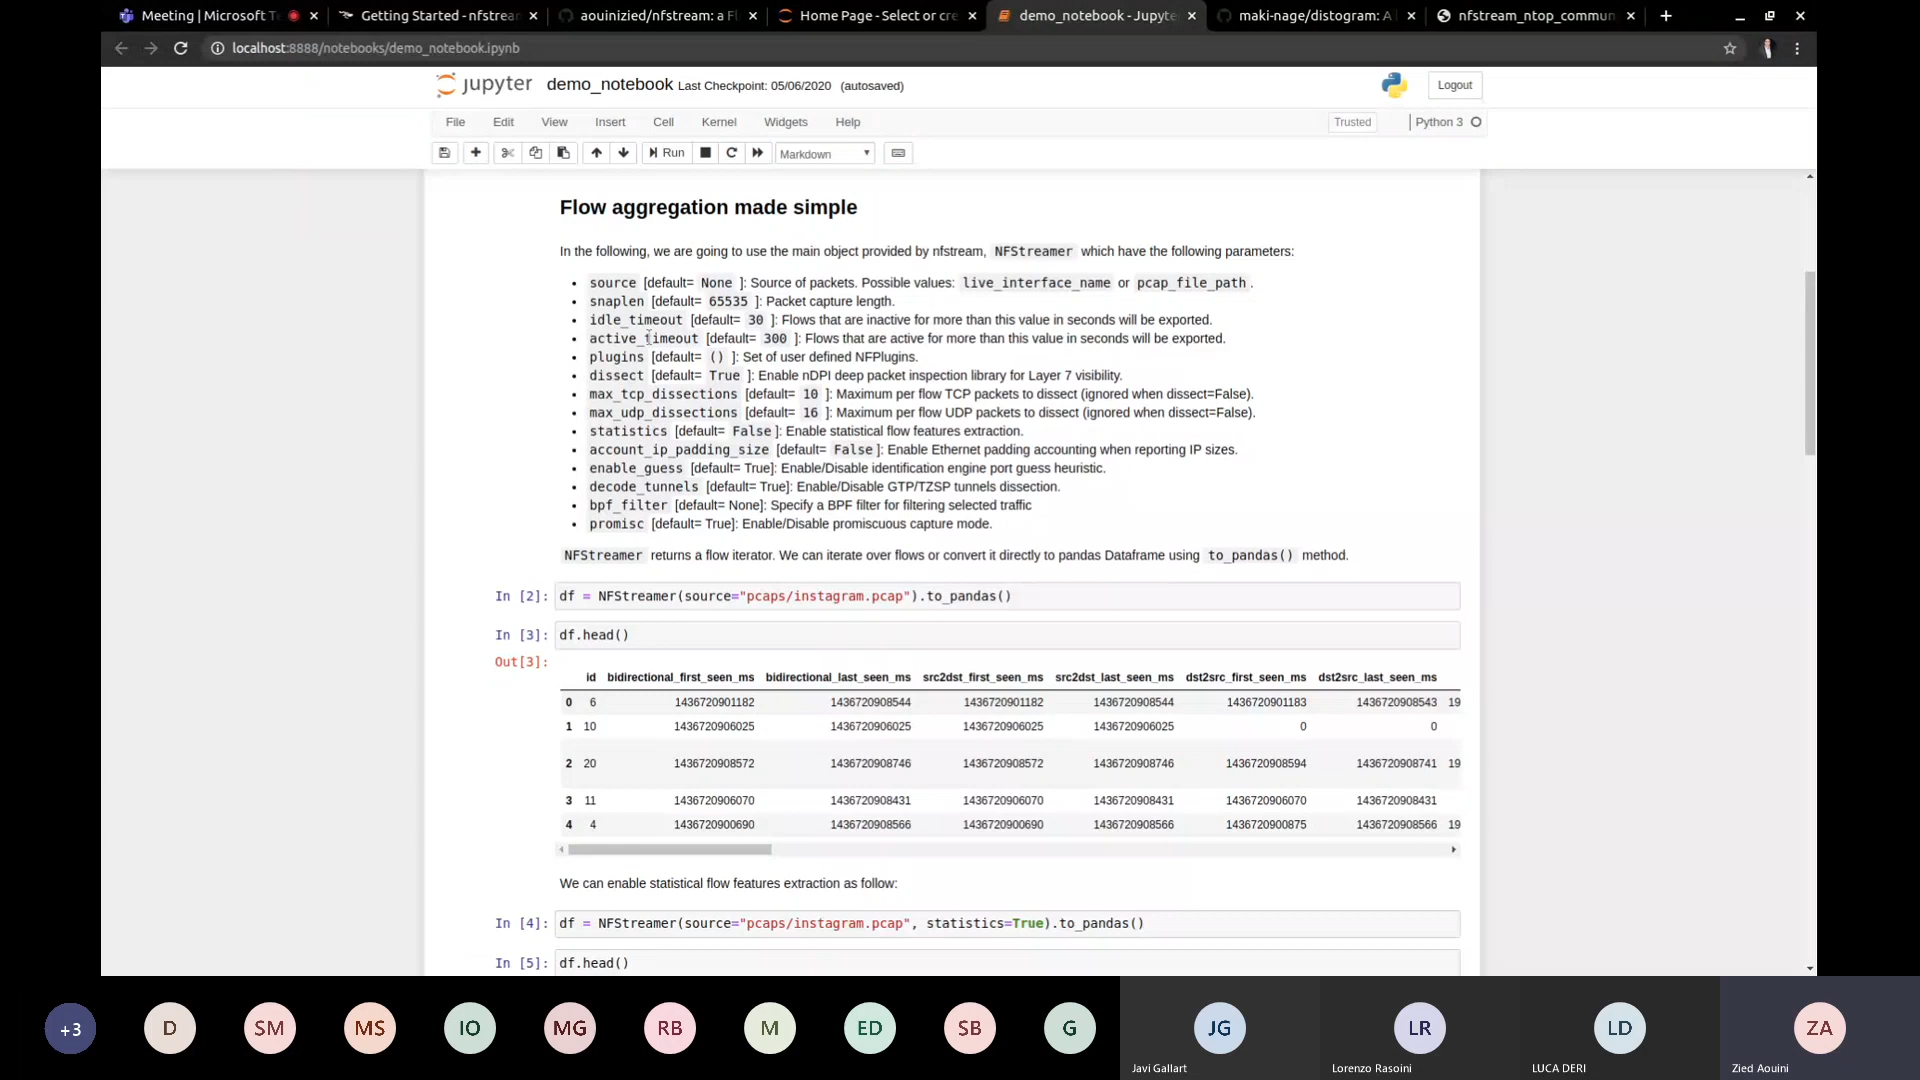 Meeting | Microsoft Te
Getting Started - nfstrea
aouinizied/nfstream: a Fl
Home Page - Select or cre
demo_notebook - Jupyte
maki-nage/distogram: A l
nfstream_ntop_commun
localhost:8888/notebooks/demo_notebook.ipynb
jupyter demo_notebook Last Checkpoint: 05/06/2020 (autosaved)
Logout
File Edit View Insert Cell Kernel Widgets Help
Trusted
Python 3
Run
Markdown
Flow aggregation made simple
In the following, we are going to use the main object provided by nfstream, NFStreamer which have the following parameters:
• source [default= None ]: Source of packets. Possible values: live_interface_name or pcap_file_path.
• snaplen [default= 65535 ]: Packet capture length.
• idle_timeout [default= 30 ]: Flows that are inactive for more than this value in seconds will be exported.
• active_timeout [default= 300 ]: Flows that are active for more than this value in seconds will be exported.
• plugins [default= () ]: Set of user defined NFPlugins.
• dissect [default= True ]: Enable nDPI deep packet inspection library for Layer 7 visibility.
• max_tcp_dissections [default= 10 ]: Maximum per flow TCP packets to dissect (ignored when dissect=False).
• max_udp_dissections [default= 16 ]: Maximum per flow UDP packets to dissect (ignored when dissect=False).
• statistics [default= False ]: Enable statistical flow features extraction.
• account_ip_padding_size [default= False ]: Enable Ethernet padding accounting when reporting IP sizes.
• enable_guess [default= True]: Enable/Disable identification engine port guess heuristic.
• decode_tunnels [default= True]: Enable/Disable GTP/TZSP tunnels dissection.
• bpf_filter [default= None]: Specify a BPF filter for filtering selected traffic
• promisc [default= True]: Enable/Disable promiscuous capture mode.
NFStreamer returns a flow iterator. We can iterate over flows or convert it directly to pandas Dataframe using to_pandas() method.
In [2]: df = NFStreamer(source="pcaps/instagram.pcap").to_pandas()
In [3]: df.head()
Out[3]:
id bidirectional_first_seen_ms bidirectional_last_seen_ms src2dst_first_seen_ms src2dst_last_seen_ms dst2src_first_seen_ms dst2src_last_seen_ms
0 6 1436720901182 1436720908544 1436720901182 1436720908544 1436720901183 1436720908543 19
1 10 1436720906025 1436720906025 1436720906025 1436720906025 0 0
2 20 1436720908572 1436720908746 1436720908572 1436720908746 1436720908594 1436720908741 19
3 11 1436720906070 1436720908431 1436720906070 1436720908431 1436720906070 1436720908431
4 4 1436720900690 1436720908566 1436720900690 1436720908566 1436720900875 1436720908566 19
We can enable statistical flow features extraction as follow:
In [4]: df = NFStreamer(source="pcaps/instagram.pcap", statistics=True).to_pandas()
In [5]: df.head()
+3 D SM MS IO MG RB M ED SB G JG LR LD ZA
Javi Gallart
Lorenzo Rasoini
LUCA DERI
Zied Aouini